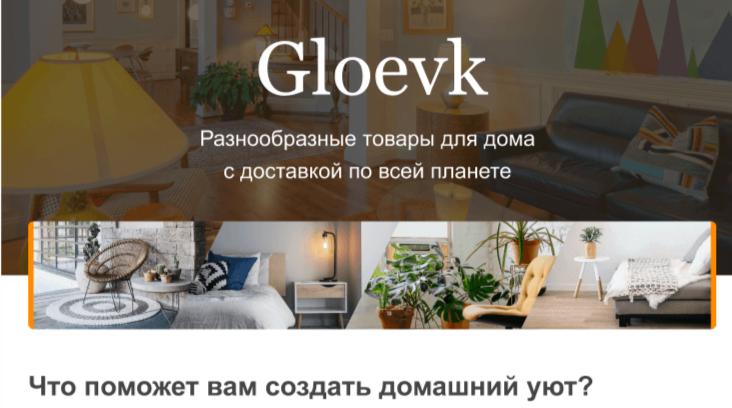 Gloevk
Разнообразные товары для дома
с доставкой по всей планете
Что поможет вам создать домашний уют?